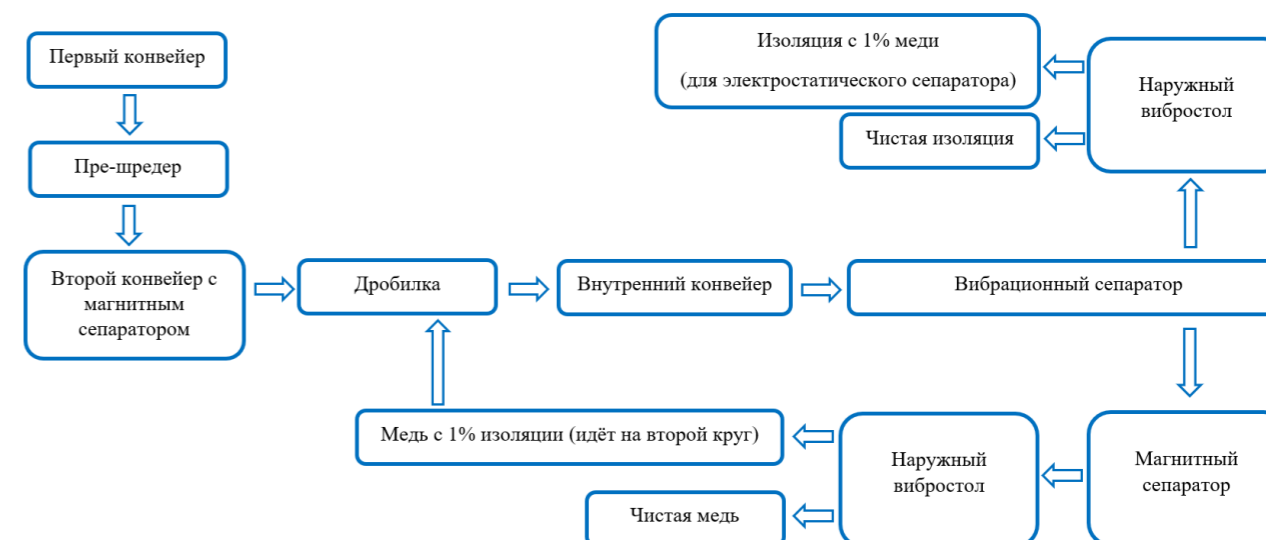 Первый конвейер
Пре-шредер
Второй конвейер с
магнитным
сепаратором
Дробилка
Внутренний конвейер
Вибрационный сепаратор
Наружный
вибростол
Изоляция с 1% меди
(для электростатического сепаратора)
Чистая изоляция
Магнитный
сепаратор
Наружный
вибростол
Медь с 1% изоляции (идёт на второй круг)
Чистая медь